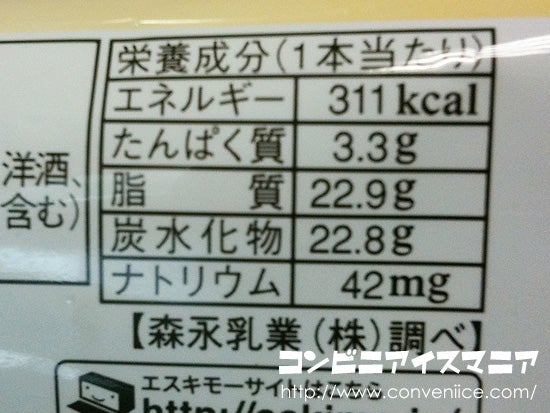 栄養成分(1本当たり)
エネルギー 311kcal
たんぱく質 3.3g
脂質 22.9g
炭水化物 22.8g
ナトリウム 42mg
洋酒、
含む)
【森永乳業(株)調べ】
コンビニアイスマニア
エスキモーサイトは
http://www.conveniice.com/